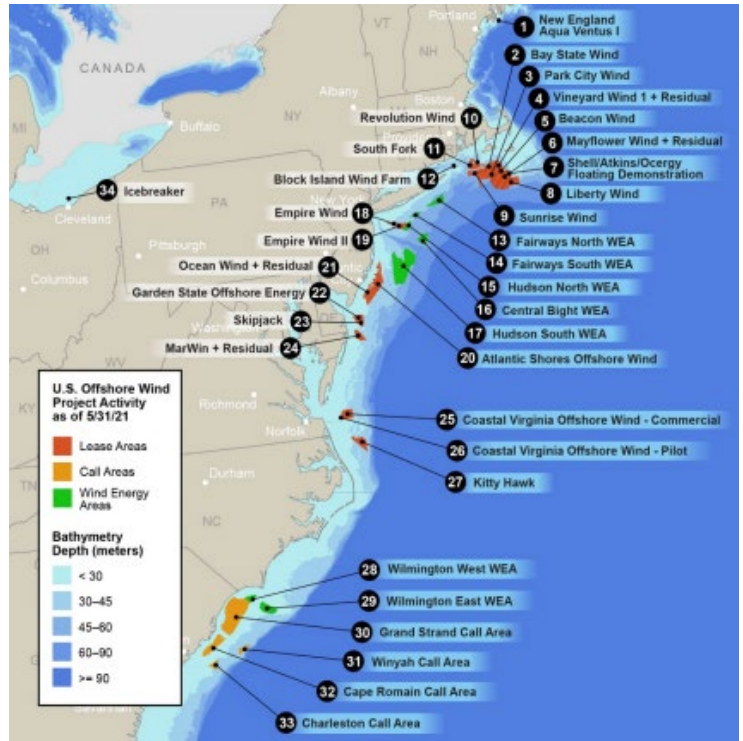 CANADA
VT
Portland
1
New England
Aqua Ventus I
2
Bay State Wind
NH
3
Park City Wind
Albany
4
Vineyard Wind 1 + Residual
MI
NY
Boston
Revolution Wind
10
5
Beacon Wind
Buffalo
6
Mayflower Wind + Residual
South Fork
11
7
Shell/Atkins/Ocergy
Floating Demonstration
Block Island Wind Farm
12
8
Liberty Wind
34
Icebreaker
Cleveland
PA
New York
9
Sunrise Wind
Empire Wind
18
13
Fairways North WEA
Empire Wind II
19
OH
Pittsburgh
14
Fairways South WEA
Ocean Wind + Residual
21
15
Hudson North WEA
Columbus
Garden State Offshore Energy
22
16
Central Bight WEA
Skipjack
23
DE
17
Hudson South WEA
MarWin + Residual
24
20
Atlantic Shores Offshore Wind
WV
U.S. Offshore Wind
Project Activity
as of 5/31/21
Lease Areas
Call Areas
Wind Energy
Areas
Bathymetry
Depth (meters)
< 30
30–45
45–60
60–90
>= 90
KY
Richmond
VA
Norfolk
25
Coastal Virginia Offshore Wind - Commercial
26
Coastal Virginia Offshore Wind - Pilot
27
Kitty Hawk
TN
Durham
NC
28
Wilmington West WEA
29
Wilmington East WEA
30
Grand Strand Call Area
31
Winyah Call Area
32
Cape Romain Call Area
33
Charleston Call Area